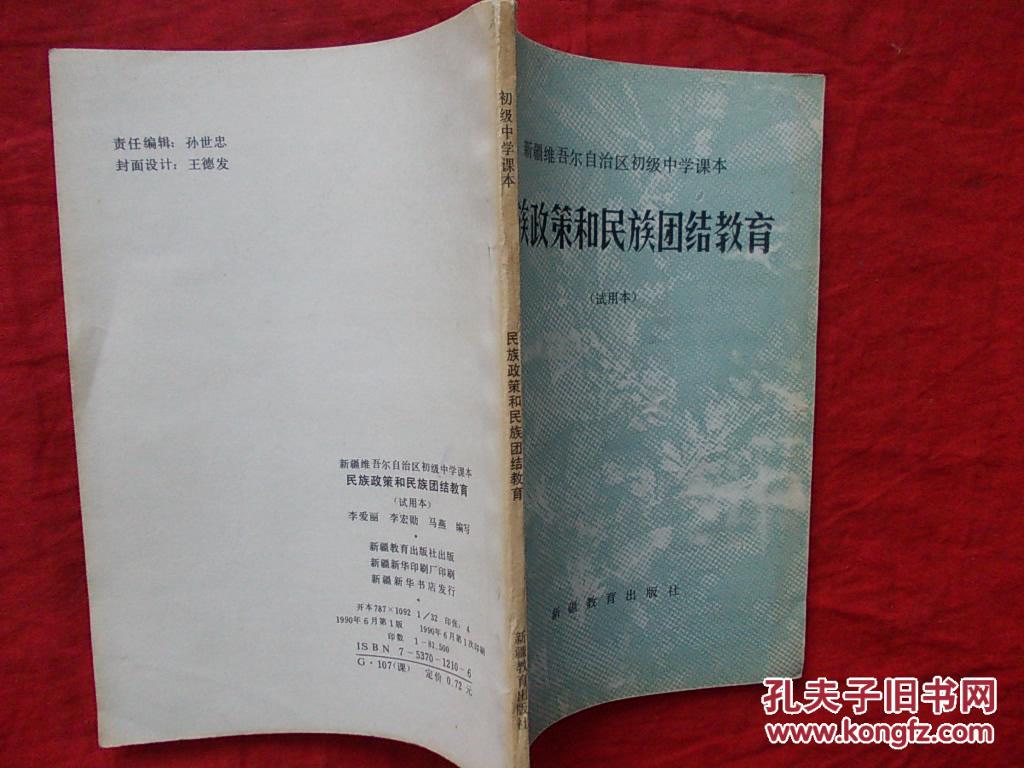 责任编辑：孙世忠
封面设计：王德发
新疆维吾尔自治区初级中学课本
民族政策和民族团结教育
（试用本）
李爱丽 李宏勋 马燕 编写
新疆教育出版社出版
新疆新华印刷厂印刷
新疆新华书店发行
开本787×1092 1/32 印张：4
1990年6月第1版 1990年6月第1次印刷
印数 1－81,500
ISBN 7－5370－1210－6
G·107(课) 定价 0.72 元
初级中学课本
民族政策和民族团结教育
新疆教育出版社
新疆维吾尔自治区初级中学课本
族政策和民族团结教育
（试用本）
新疆教育出版社
孔夫子旧书网
www.kongfz.com